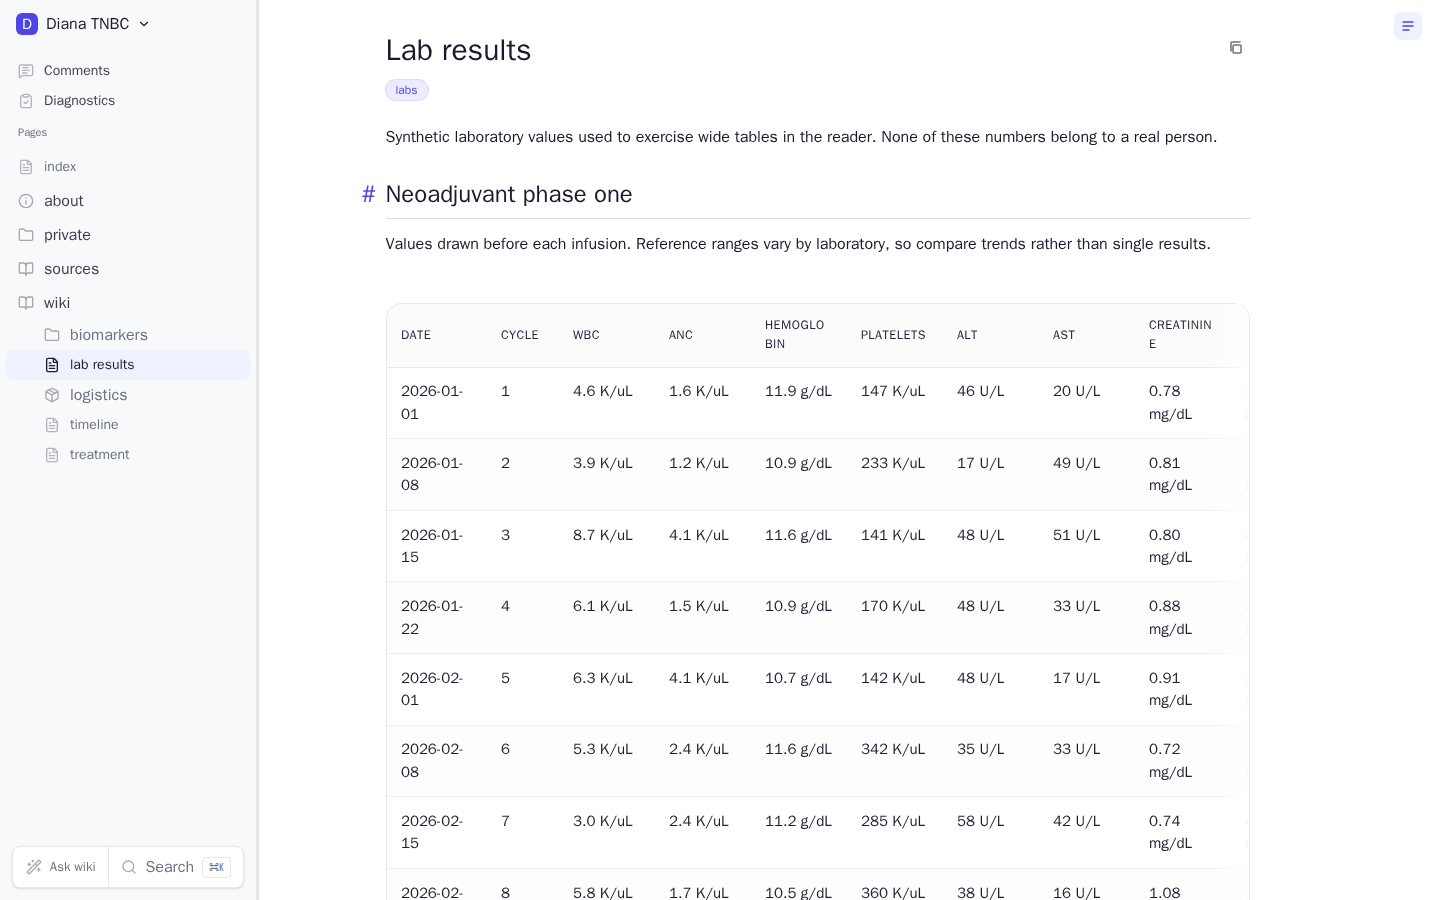 D Diana TNBC
Comments
Diagnostics
Pages
index
about
private
sources
wiki
biomarkers
lab results
logistics
timeline
treatment
Ask wiki
Search ⌘K
Lab results
labs
Synthetic laboratory values used to exercise wide tables in the reader. None of these numbers belong to a real person.
# Neoadjuvant phase one
Values drawn before each infusion. Reference ranges vary by laboratory, so compare trends rather than single results.
DATE CYCLE WBC ANC HEMOGLO PLATELETS ALT AST CREATININ
BIN E
2026-01- 1 4.6 K/uL 1.6 K/uL 11.9 g/dL 147 K/uL 46 U/L 20 U/L 0.78
01 mg/dL
2026-01- 2 3.9 K/uL 1.2 K/uL 10.9 g/dL 233 K/uL 17 U/L 49 U/L 0.81
08 mg/dL
2026-01- 3 8.7 K/uL 4.1 K/uL 11.6 g/dL 141 K/uL 48 U/L 51 U/L 0.80
15 mg/dL
2026-01- 4 6.1 K/uL 1.5 K/uL 10.9 g/dL 170 K/uL 48 U/L 33 U/L 0.88
22 mg/dL
2026-02- 5 6.3 K/uL 4.1 K/uL 10.7 g/dL 142 K/uL 48 U/L 17 U/L 0.91
01 mg/dL
2026-02- 6 5.3 K/uL 2.4 K/uL 11.6 g/dL 342 K/uL 35 U/L 33 U/L 0.72
08 mg/dL
2026-02- 7 3.0 K/uL 2.4 K/uL 11.2 g/dL 285 K/uL 58 U/L 42 U/L 0.74
15 mg/dL
2026-02- 8 5.8 K/uL 1.7 K/uL 10.5 g/dL 360 K/uL 38 U/L 16 U/L 1.08